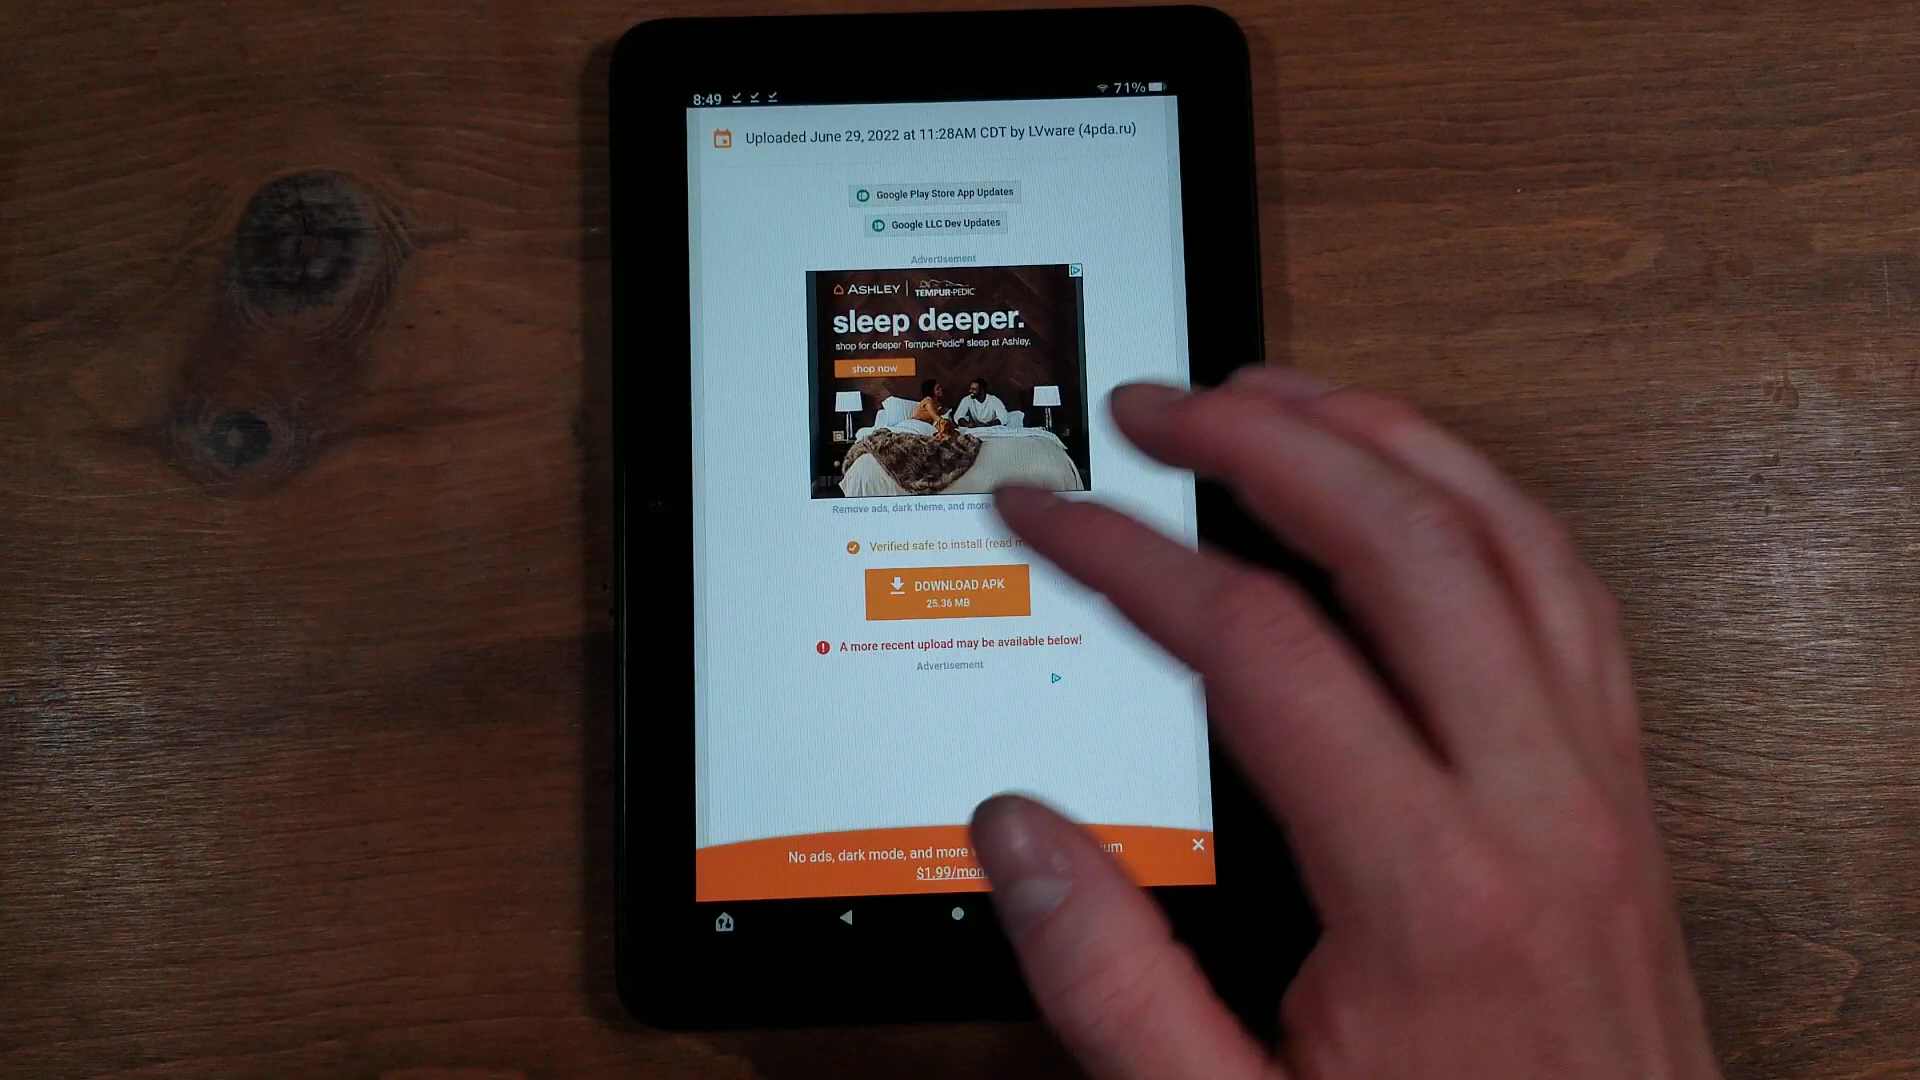 8:49
71%
Uploaded June 29, 2022 at 11:28AM CDT by LVware (4pda.ru)
Google Play Store App Updates
Google LLC Dev Updates
Advertisement
ASHLEY | TEMPUR-PEDIC
sleep deeper.
shop for deeper Tempur-Pedic® sleep at Ashley.
shop now
Remove ads, dark theme, and more
Verified safe to install (read
DOWNLOAD APK
25.36 MB
A more recent upload may be available below!
Advertisement
No ads, dark mode, and more
$1.99/mon